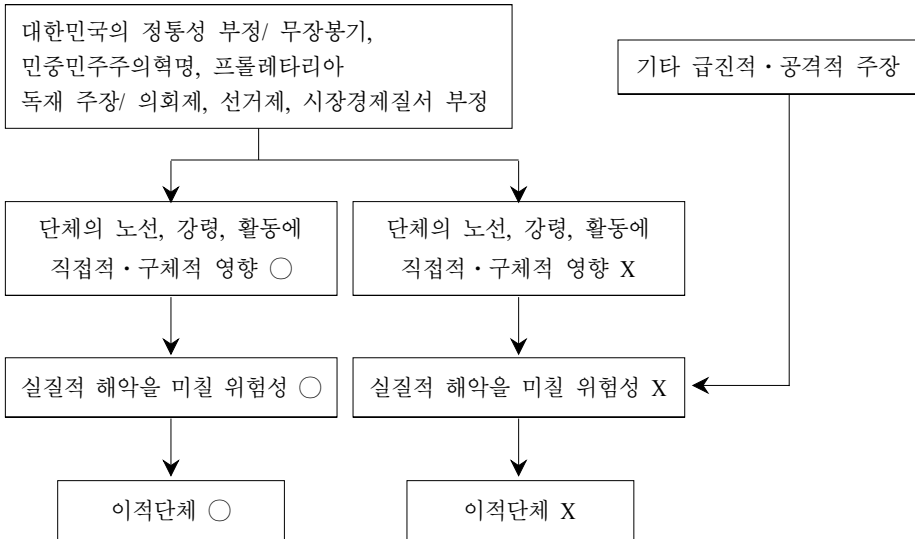 대한민국의 정통성 부정/ 무장봉기,
민중민주주의혁명, 프롤레타리아
독재 주장/ 의회제, 선거제, 시장경제질서 부정
기타 급진적・공격적 주장
단체의 노선, 강령, 활동에
직접적・구체적 영향 ○
단체의 노선, 강령, 활동에
직접적・구체적 영향 X
실질적 해악을 미칠 위험성 ○
실질적 해악을 미칠 위험성 X
이적단체 ○
이적단체 X